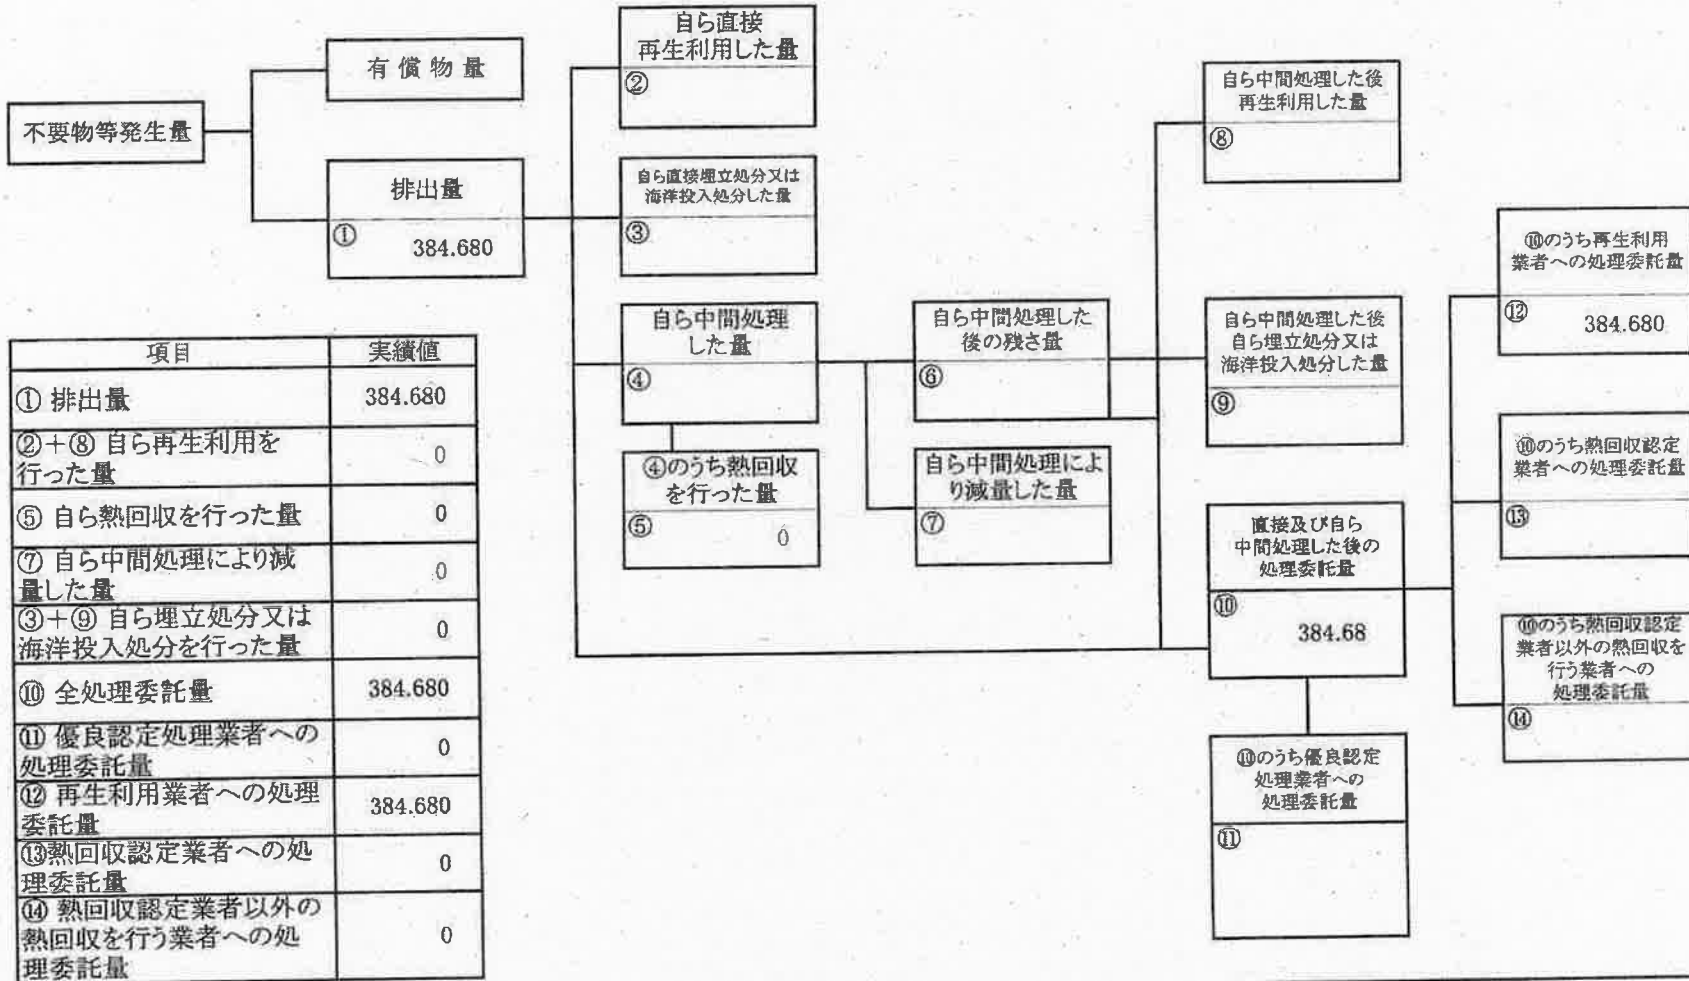 不要物等発生量
有償物量
排出量
① 384.680
自ら直接
再生利用した量
②
自ら直接埋立処分又は
海洋投入処分した量
③
自ら中間処理
した量
④
④のうち熱回収
を行った量
⑤ 0
自ら中間処理した
後の残さ量
⑥
自ら中間処理によ
り減量した量
⑦
自ら中間処理した後
再生利用した量
⑧
自ら中間処理した後
自ら埋立処分又は
海洋投入処分した量
⑨
直接及び自ら
中間処理した後の
処理委託量
⑩ 384.68
⑩のうち優良認定
処理業者への
処理委託量
⑪
⑩のうち再生利用
業者への処理委託量
⑫ 384.680
⑩のうち熱回収認定
業者への処理委託量
⑬
⑩のうち熱回収認定
業者以外の熱回収を
行う業者への
処理委託量
⑭
項目 実績値
① 排出量 384.680
②+⑧ 自ら再生利用を
行った量 0
⑤ 自ら熱回収を行った量 0
⑦ 自ら中間処理により減
量した量 0
③+⑨ 自ら埋立処分又は
海洋投入処分を行った量 0
⑩ 全処理委託量 384.680
⑪ 優良認定処理業者への
処理委託量 0
⑫ 再生利用業者への処理
委託量 384.680
⑬熱回収認定業者への処
理委託量 0
⑭ 熱回収認定業者以外の
熱回収を行う業者への処
理委託量 0